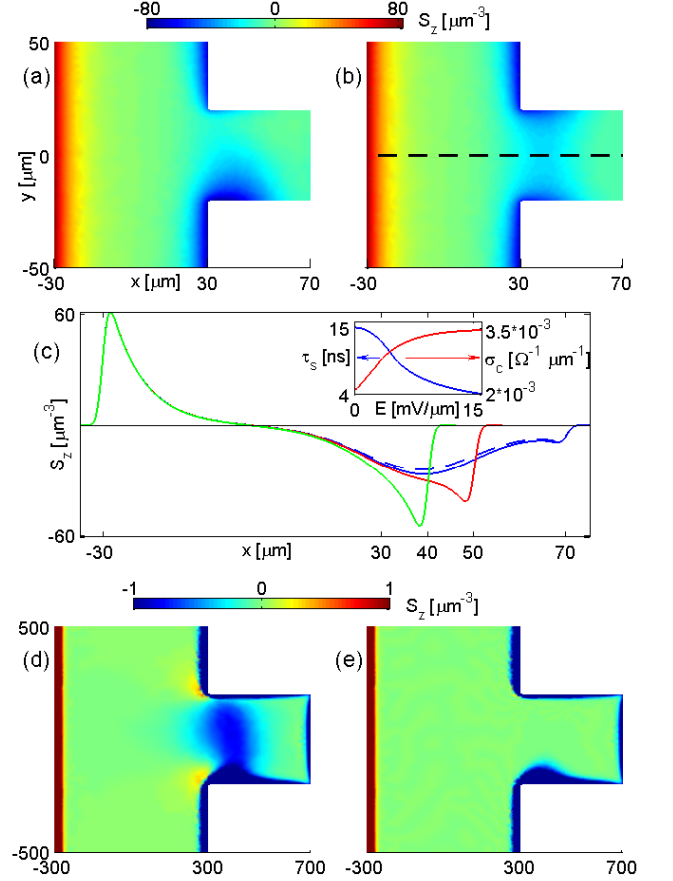 -80 0 80 S_z [μm^-3]
50 (a) (b)
y [μm] 0
-50
-30 x [μm] 30 70 -30 30 70
60 (c)
15 3.5*10^-3
τ_S [ns] σ_C [Ω^-1 μm^-1]
4 2*10^-3
0 E [mV/μm] 15
S_z [μm^-3]
-60
-30 x [μm] 30 40 50 70
-1 0 1 S_z [μm^-3]
500 (d) (e)
-500
-300 300 700 -300 300 700